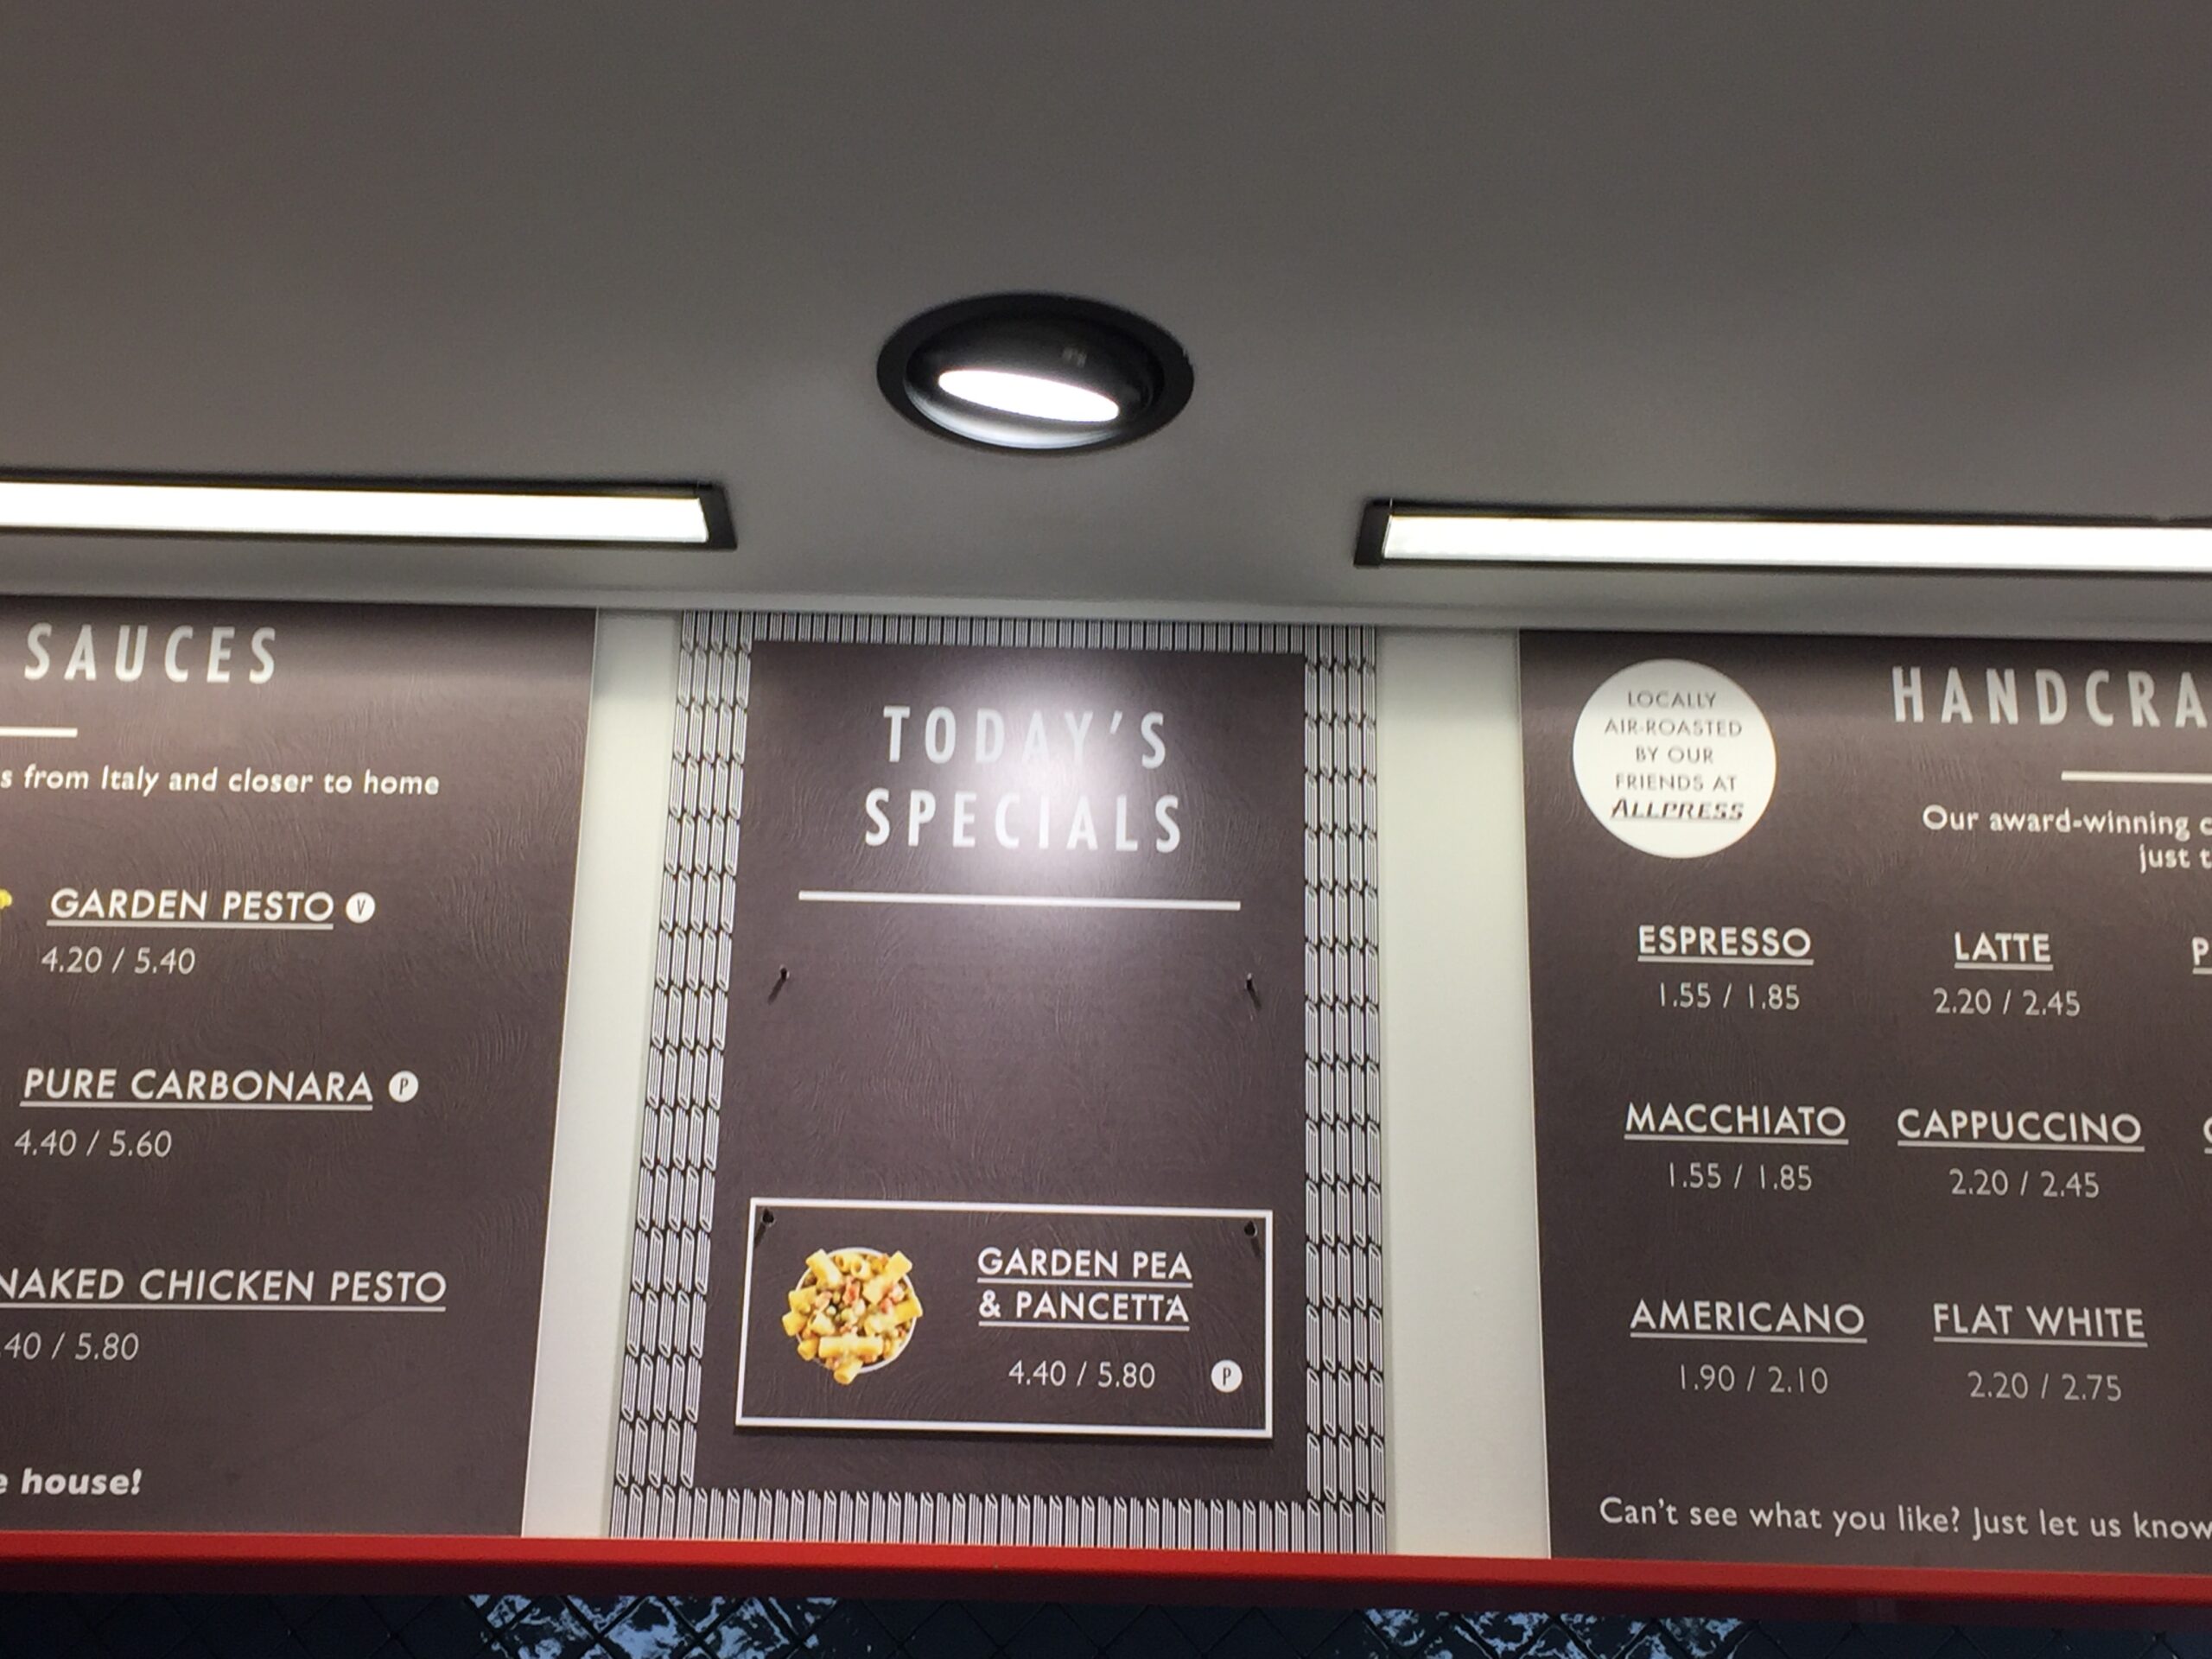 SAUCES
s from Italy and closer to home
GARDEN PESTO V
4.20 / 5.40
PURE CARBONARA P
4.40 / 5.60
NAKED CHICKEN PESTO
.40 / 5.80
e house!
TODAY'S
SPECIALS
GARDEN PEA
& PANCETTA
4.40 / 5.80 P
LOCALLY
AIR-ROASTED
BY OUR
FRIENDS AT
ALLPRESS
HANDCRA
Our award-winning c
just t
ESPRESSO LATTE P
1.55 / 1.85 2.20 / 2.45
MACCHIATO CAPPUCCINO
1.55 / 1.85 2.20 / 2.45
AMERICANO FLAT WHITE
1.90 / 2.10 2.20 / 2.75
Can't see what you like? Just let us know